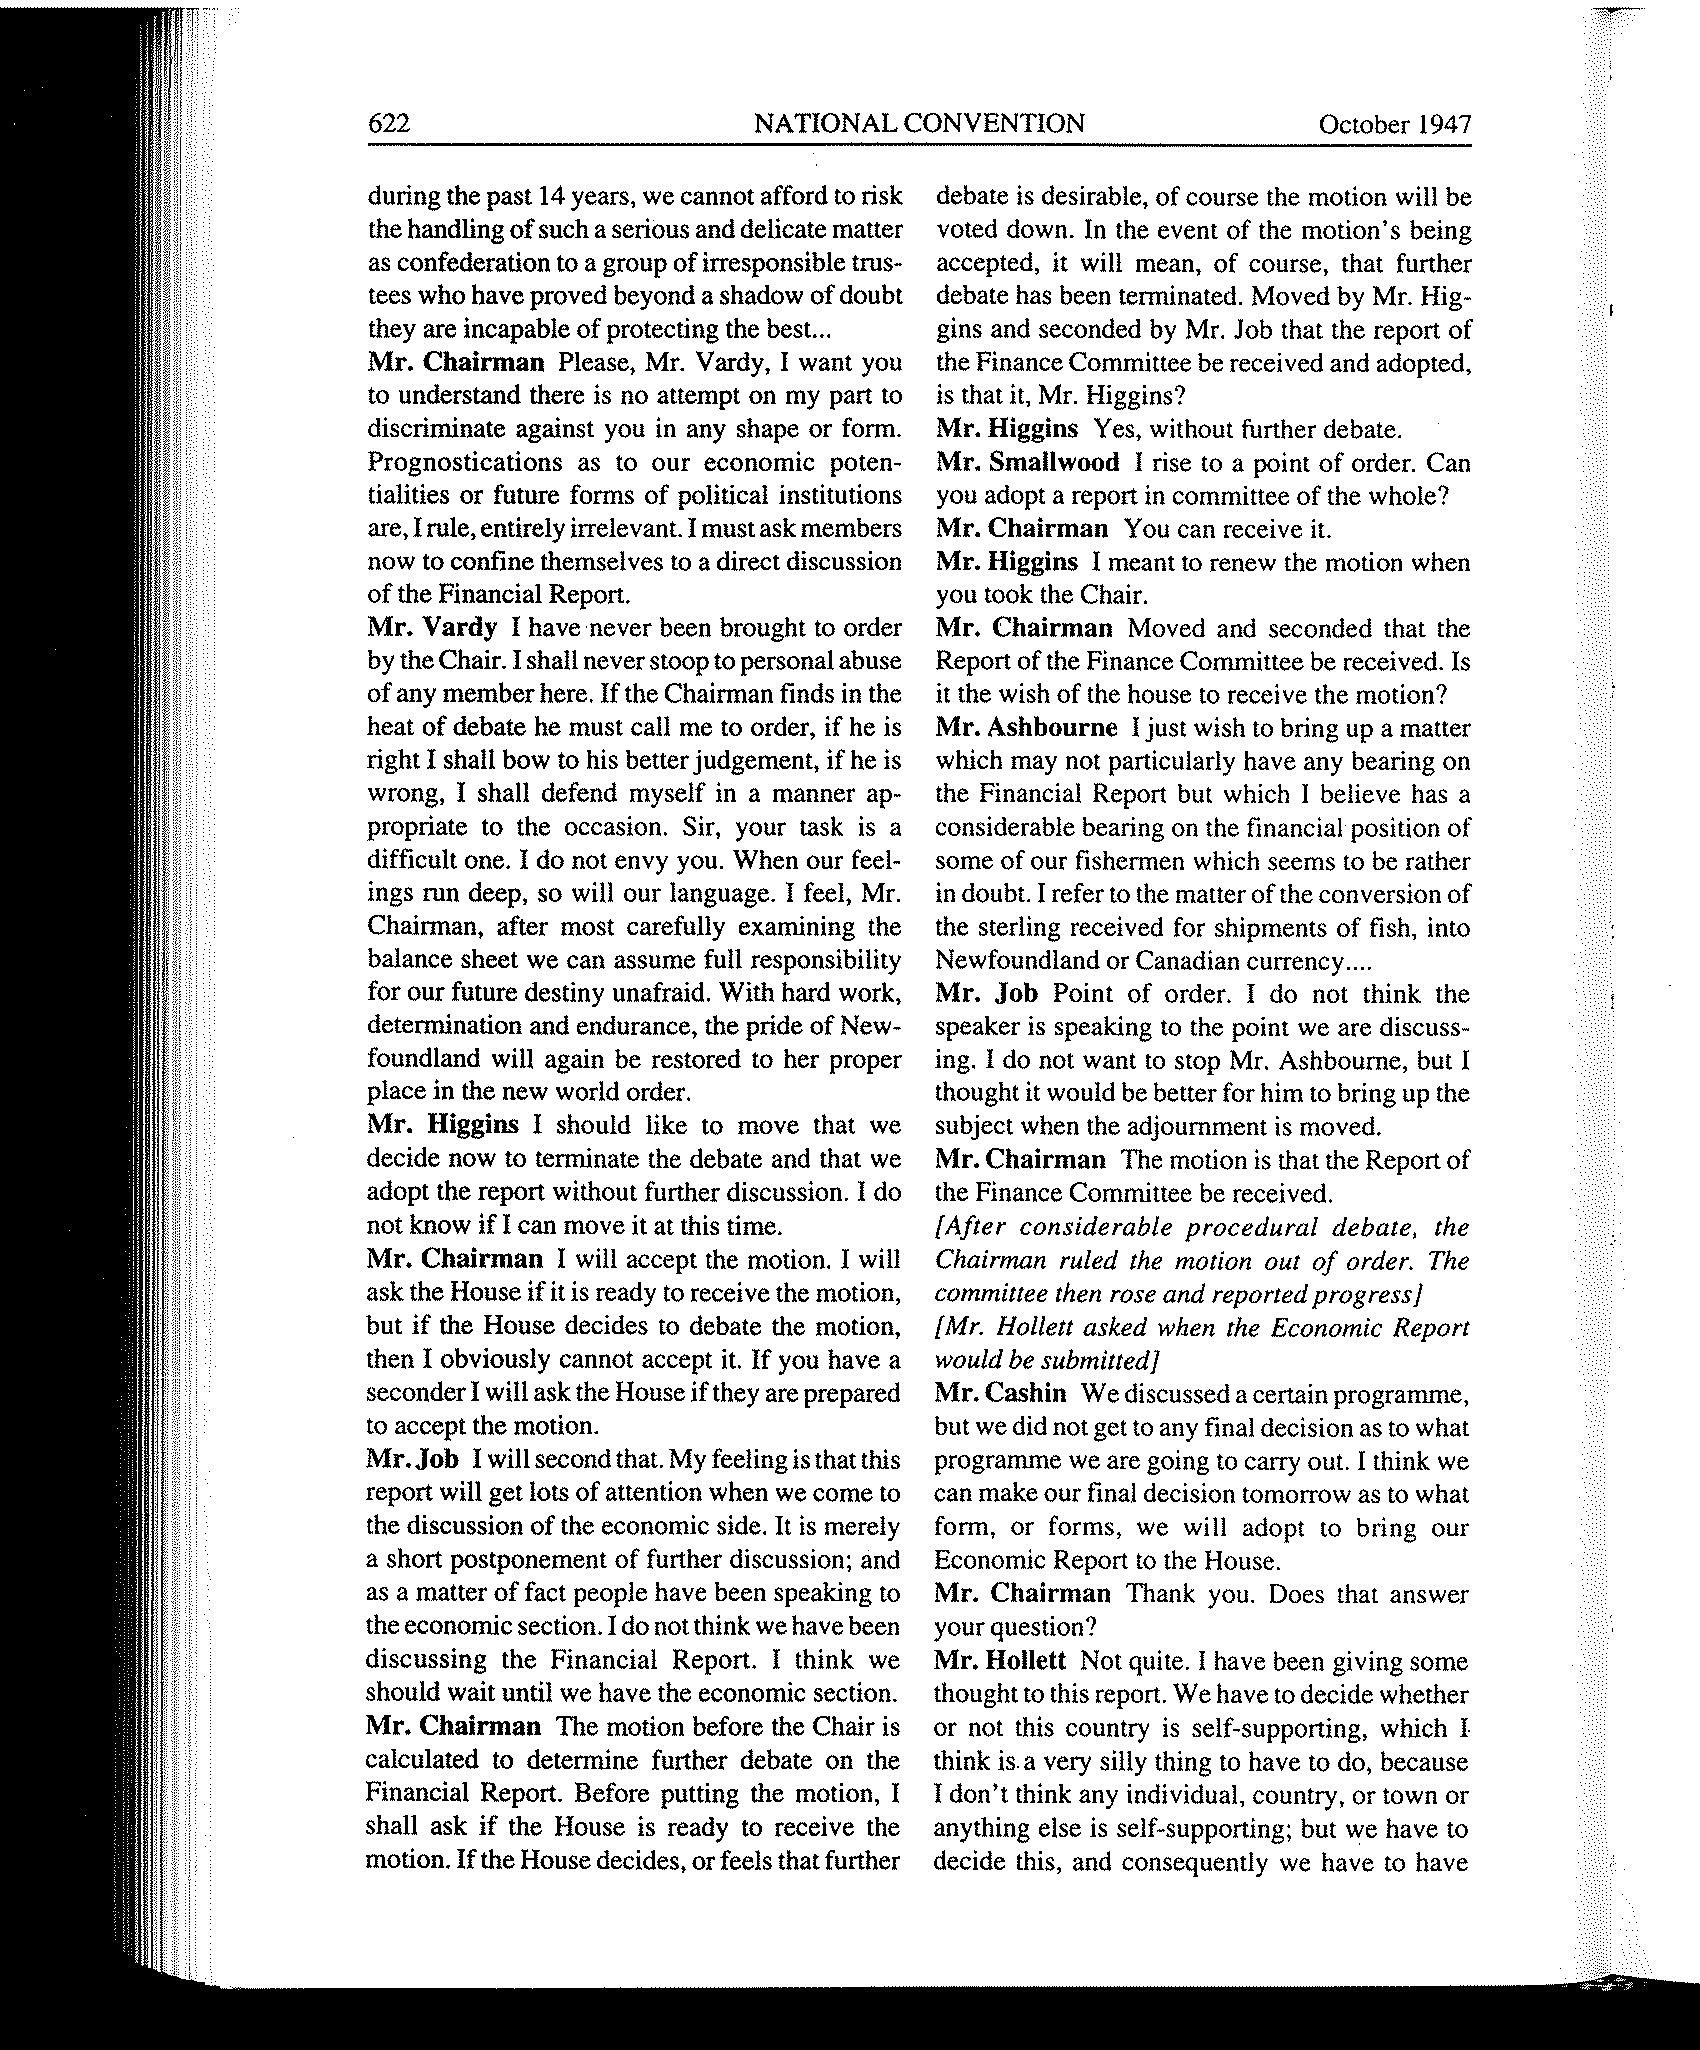 622
NATIONAL CONVENTION
October 1947
during the past 14 years, we cannot afford to risk
the handling of such a serious and delicate matter
as confederation to a group of irresponsible trus-
tees who have proved beyond a shadow of doubt
they are incapable of protecting the best...
Mr. Chairman Please, Mr. Vardy, I want you
to understand there is no attempt on my part to
discriminate against you in any shape or form.
Prognostications as to our economic poten-
tialities or future forms of political institutions
are, I rule, entirely irrelevant. I must ask members
now to confine themselves to a direct discussion
of the Financial Report.
Mr. Vardy I have never been brought to order
by the Chair. I shall never stoop to personal abuse
of any member here. If the Chairman finds in the
heat of debate he must call me to order, if he is
right I shall bow to his better judgement, if he is
wrong, I shall defend myself in a manner ap-
propriate to the occasion. Sir, your task is a
difficult one. I do not envy you. When our feel-
ings run deep, so will our language. I feel, Mr.
Chairman, after most carefully examining the
balance sheet we can assume full responsibility
for our future destiny unafraid. With hard work,
determination and endurance, the pride of New-
foundland will again be restored to her proper
place in the new world order.
Mr. Higgins I should like to move that we
decide now to terminate the debate and that we
adopt the report without further discussion. I do
not know if I can move it at this time.
Mr. Chairman I will accept the motion. I will
ask the House if it is ready to receive the motion,
but if the House decides to debate the motion,
then I obviously cannot accept it. If you have a
seconder I will ask the House if they are prepared
to accept the motion.
Mr. Job I will second that. My feeling is that this
report will get lots of attention when we come to
the discussion of the economic side. It is merely
a short postponement of further discussion; and
as a matter of fact people have been speaking to
the economic section. I do not think we have been
discussing the Financial Report. I think we
should wait until we have the economic section.
Mr. Chairman The motion before the Chair is
calculated to determine further debate on the
Financial Report. Before putting the motion, I
shall ask if the House is ready to receive the
motion. If the House decides, or feels that further
debate is desirable, of course the motion will be
voted down. In the event of the motion's being
accepted, it will mean, of course, that further
debate has been terminated. Moved by Mr. Hig-
gins and seconded by Mr. Job that the report of
the Finance Committee be received and adopted,
is that it, Mr. Higgins?
Mr. Higgins Yes, without further debate.
Mr. Smallwood I rise to a point of order. Can
you adopt a report in committee of the whole?
Mr. Chairman You can receive it.
Mr. Higgins I meant to renew the motion when
you took the Chair.
Mr. Chairman Moved and seconded that the
Report of the Finance Committee be received. Is
it the wish of the house to receive the motion?
Mr. Ashbourne I just wish to bring up a matter
which may not particularly have any bearing on
the Financial Report but which I believe has a
considerable bearing on the financial position of
some of our fishermen which seems to be rather
in doubt. I refer to the matter of the conversion of
the sterling received for shipments of fish, into
Newfoundland or Canadian currency....
Mr. Job Point of order. I do not think the
speaker is speaking to the point we are discuss-
ing. I do not want to stop Mr. Ashbourne, but I
thought it would be better for him to bring up the
subject when the adjournment is moved.
Mr. Chairman The motion is that the Report of
the Finance Committee be received.
[After considerable procedural debate, the
Chairman ruled the motion out of order. The
committee then rose and reported progress]
[Mr. Hollett asked when the Economic Report
would be submitted]
Mr. Cashin We discussed a certain programme,
but we did not get to any final decision as to what
programme we are going to carry out. I think we
can make our final decision tomorrow as to what
form, or forms, we will adopt to bring our
Economic Report to the House.
Mr. Chairman Thank you. Does that answer
your question?
Mr. Hollett Not quite. I have been giving some
thought to this report. We have to decide whether
or not this country is self-supporting, which I
think is a very silly thing to have to do, because
I don't think any individual, country, or town or
anything else is self-supporting; but we have to
decide this, and consequently we have to have